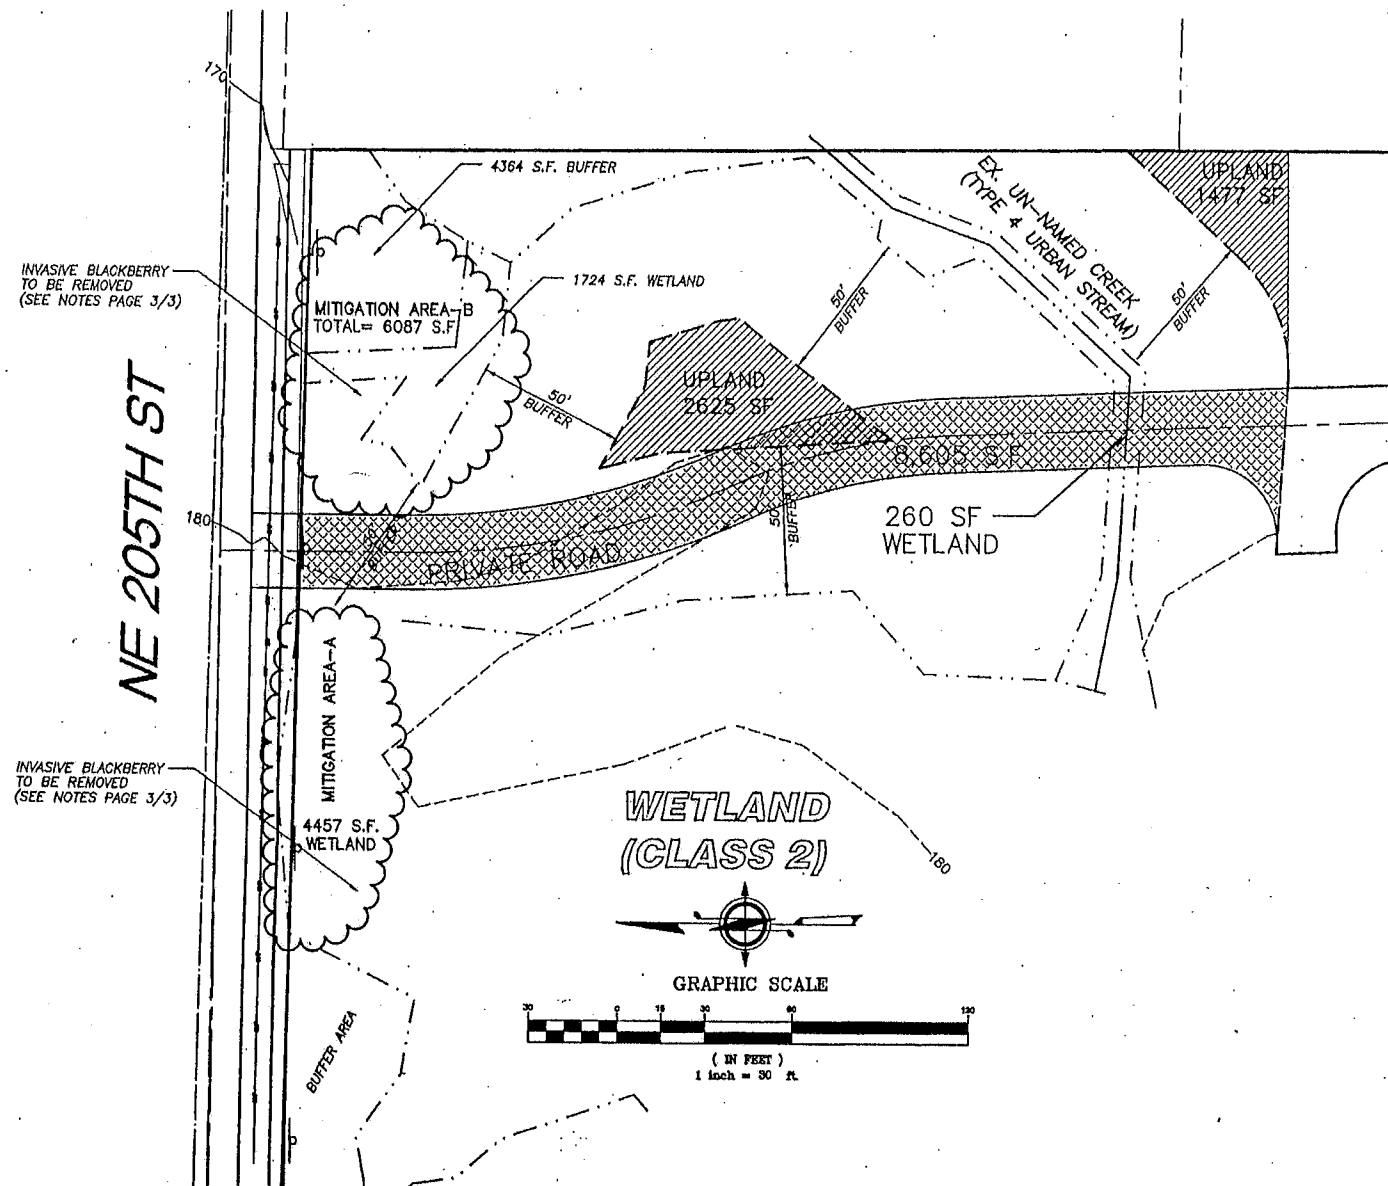 170
4364 S.F. BUFFER
EX. UN-NAMED CREEK
(TYPE 4 URBAN STREAM)
UPLAND
1477 SF
INVASIVE BLACKBERRY
TO BE REMOVED
(SEE NOTES PAGE 3/3)
1724 S.F. WETLAND
MITIGATION AREA-B
TOTAL= 6087 S.F
50'
BUFFER
50'
BUFFER
50'
BUFFER
UPLAND
2625 SF
NE 205TH ST
8,605 S.F.
180
50'
BUFFER
260 SF
WETLAND
PRIVATE ROAD
MITIGATION AREA-A
INVASIVE BLACKBERRY
TO BE REMOVED
(SEE NOTES PAGE 3/3)
4457 S.F.
WETLAND
WETLAND
(CLASS 2)
180
GRAPHIC SCALE
30 0 15 30 60 120
( IN FEET )
1 inch = 30 ft.
BUFFER AREA